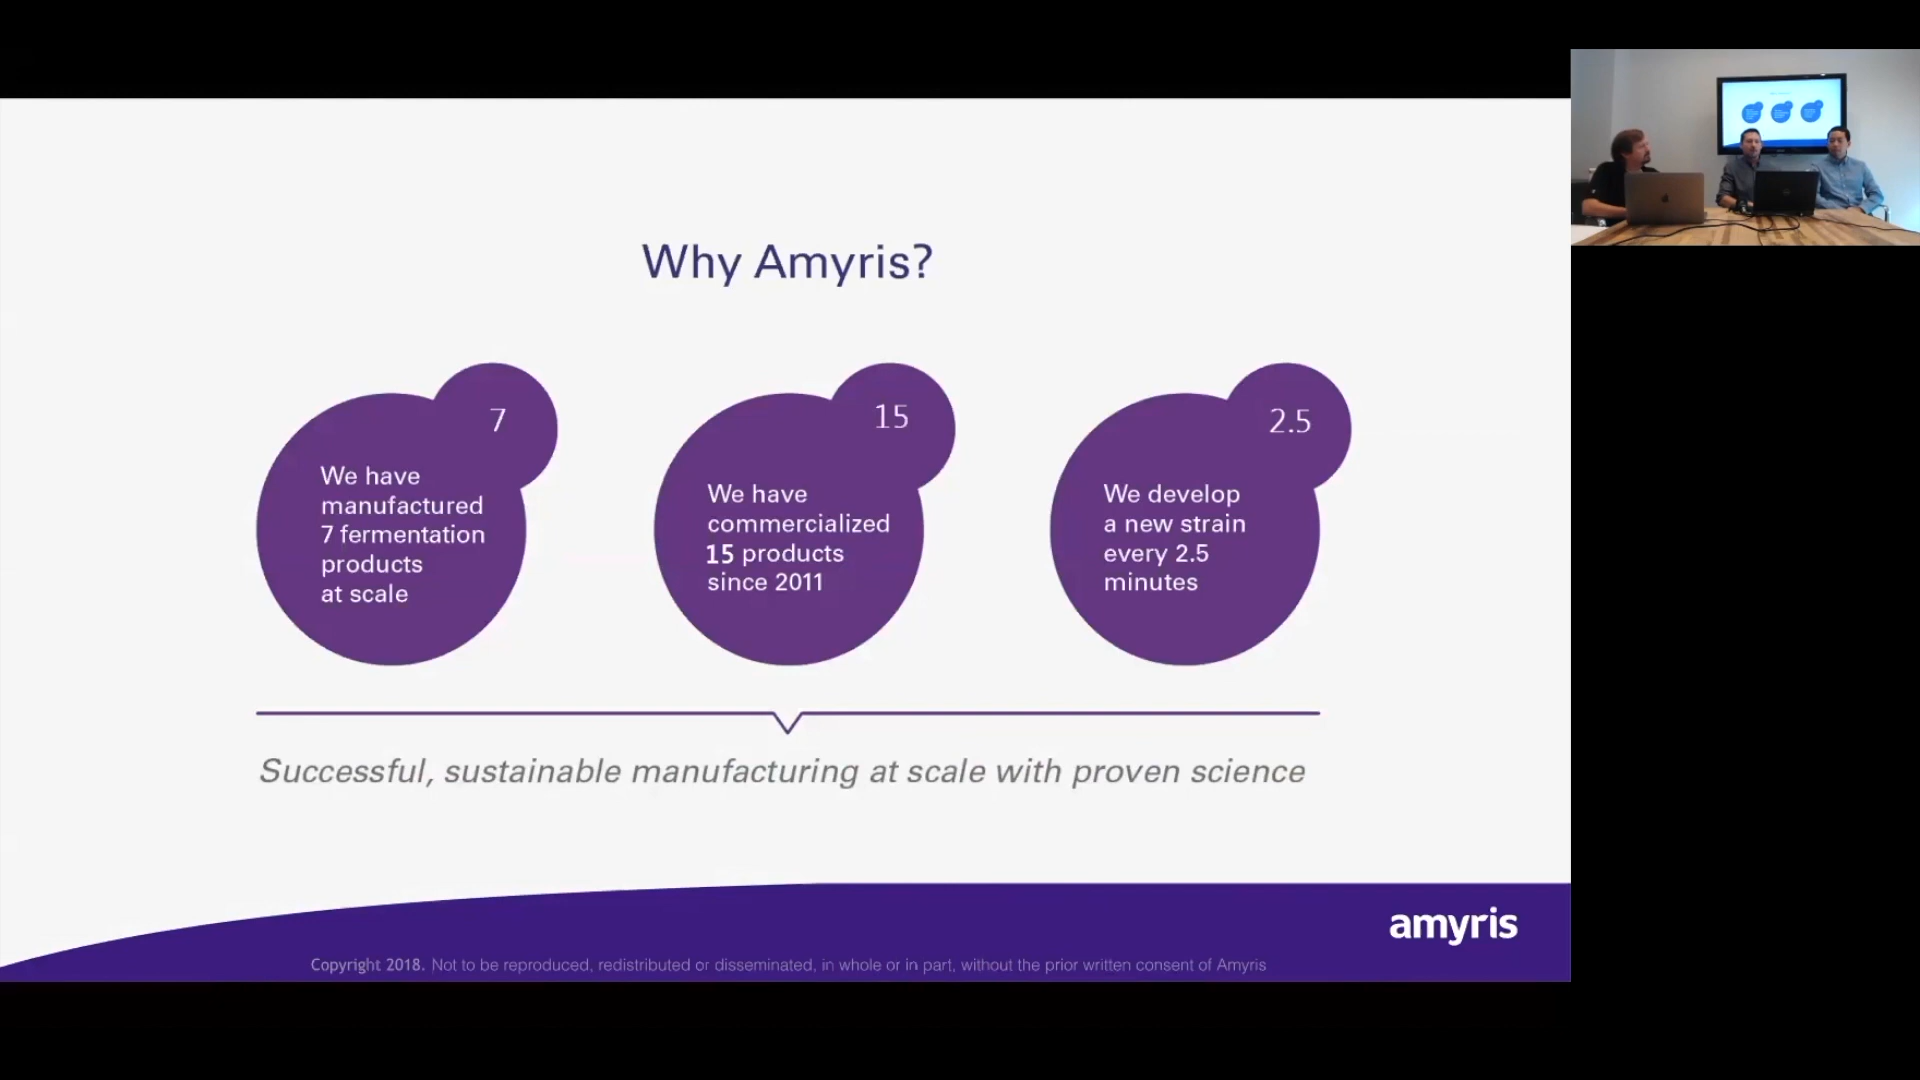 Why Amyris?
7
We have
manufactured
7 fermentation
products
at scale
15
We have
commercialized
15 products
since 2011
2.5
We develop
a new strain
every 2.5
minutes
Successful, sustainable manufacturing at scale with proven science
amyris
Copyright 2018. Not to be reproduced, redistributed or disseminated, in whole or in part, without the prior written consent of Amyris